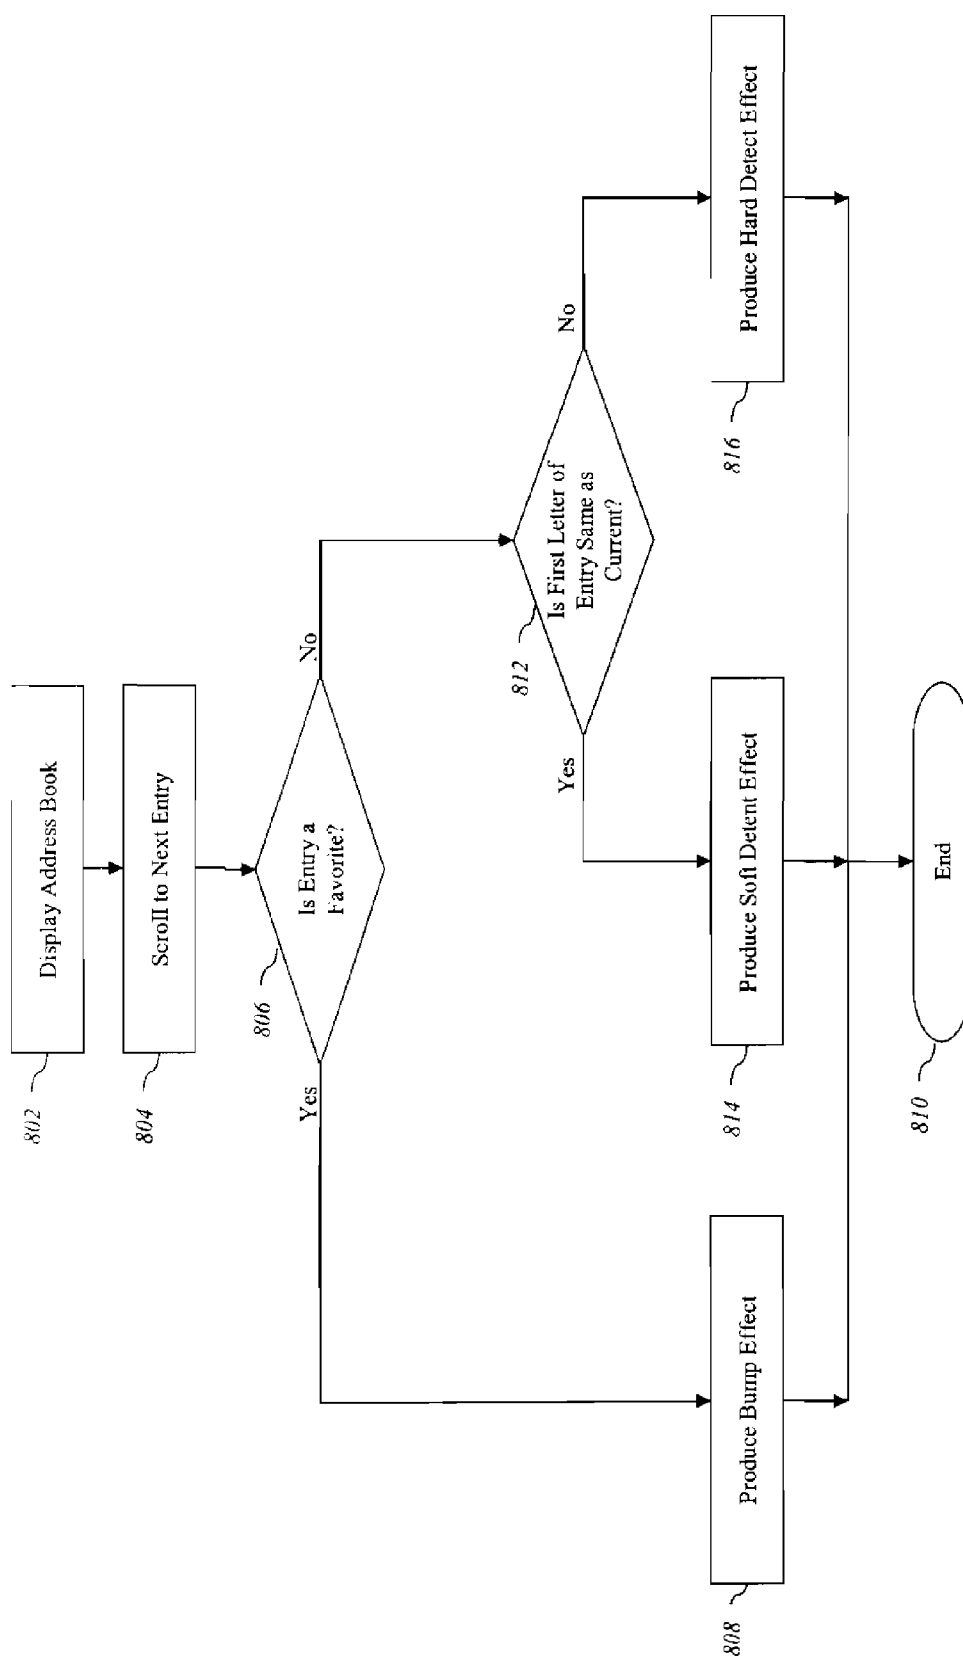 802
Display Address Book
804
Scroll to Next Entry
806
Is Entry a
Favorite?
Yes
No
812
Is First Letter of
Entry Same as
Current?
Yes
No
808
Produce Bump Effect
814
Produce Soft Detent Effect
816
Produce Hard Detect Effect
810
End